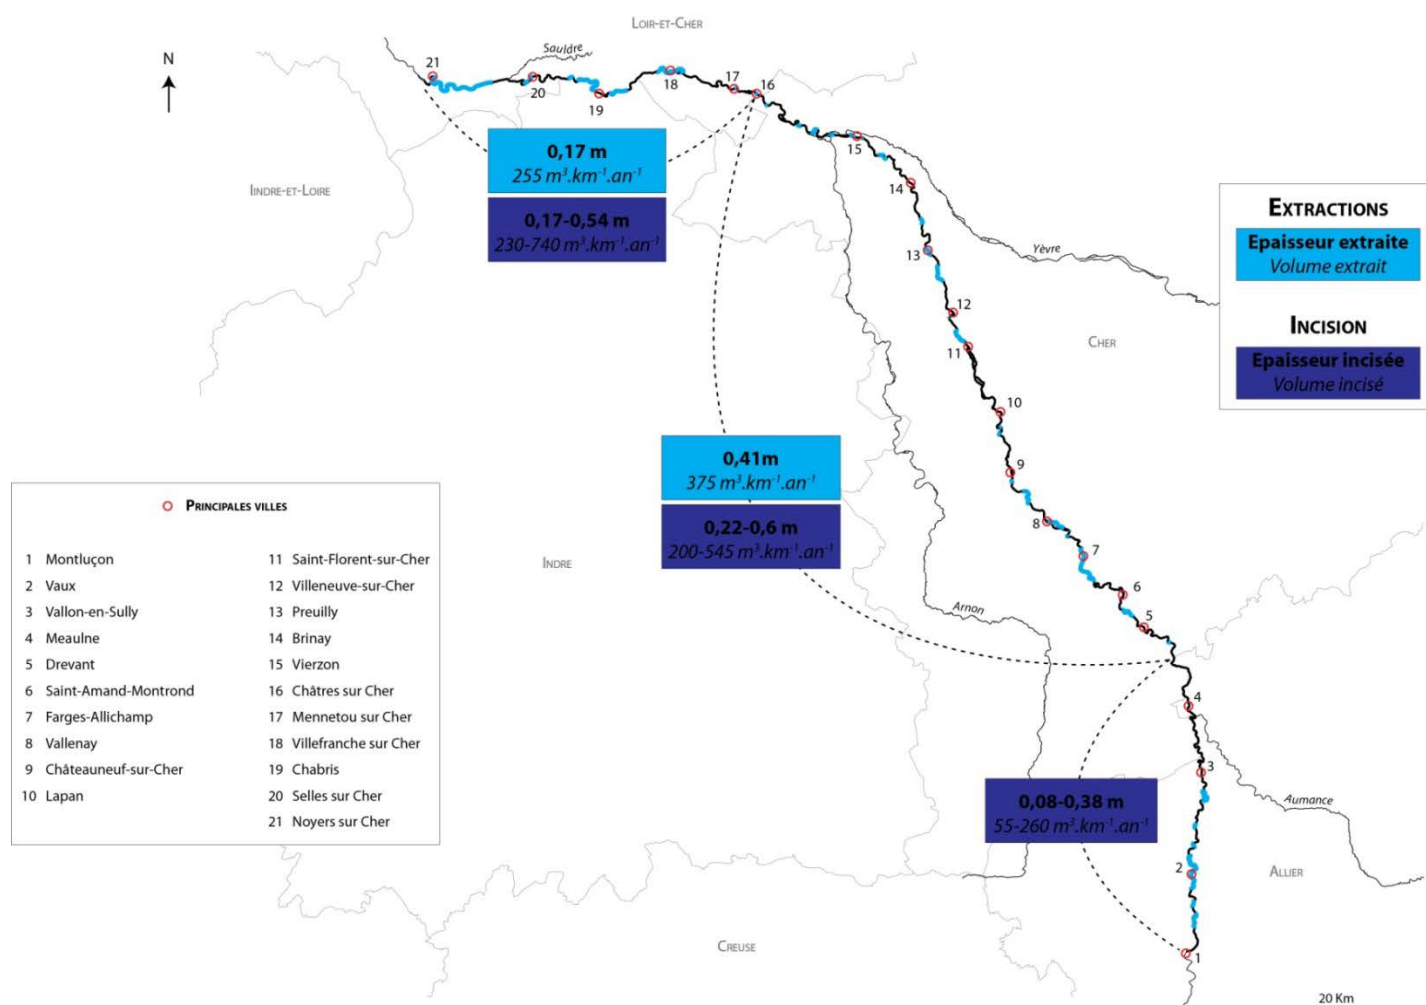 LOIR-ET-CHER
N
Sauldre
21
20
19
18
17
16
15
14
13
12
11
10
9
8
7
6
5
4
3
2
1
0,17 m
255 m³.km⁻¹.an⁻¹
0,17-0,54 m
230-740 m³.km⁻¹.an⁻¹
INDRE-ET-LOIRE
Yèvre
CHER
EXTRACTIONS
Epaisseur extraite
Volume extrait
INCISION
Epaisseur incisée
Volume incisé
0,41m
375 m³.km⁻¹.an⁻¹
0,22-0,6 m
200-545 m³.km⁻¹.an⁻¹
INDRE
Arnon
0,08-0,38 m
55-260 m³.km⁻¹.an⁻¹
Aumance
ALLIER
CREUSE
20 Km
PRINCIPALES VILLES
1 Montluçon
2 Vaux
3 Vallon-en-Sully
4 Meaulne
5 Drevant
6 Saint-Amand-Montrond
7 Farges-Allichamp
8 Vallenay
9 Châteauneuf-sur-Cher
10 Lapan
11 Saint-Florent-sur-Cher
12 Villeneuve-sur-Cher
13 Preuilly
14 Brinay
15 Vierzon
16 Châtres sur Cher
17 Mennetou sur Cher
18 Villefranche sur Cher
19 Chabris
20 Selles sur Cher
21 Noyers sur Cher